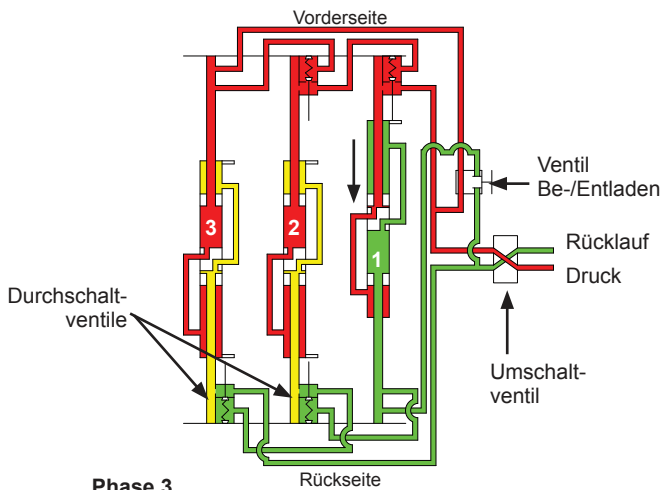 Vorderseite
Ventil
Be-/Entladen
3
2
1
Rücklauf
Druck
Durchschalt-
ventile
Umschalt-
ventil
Phase 3
Rückseite